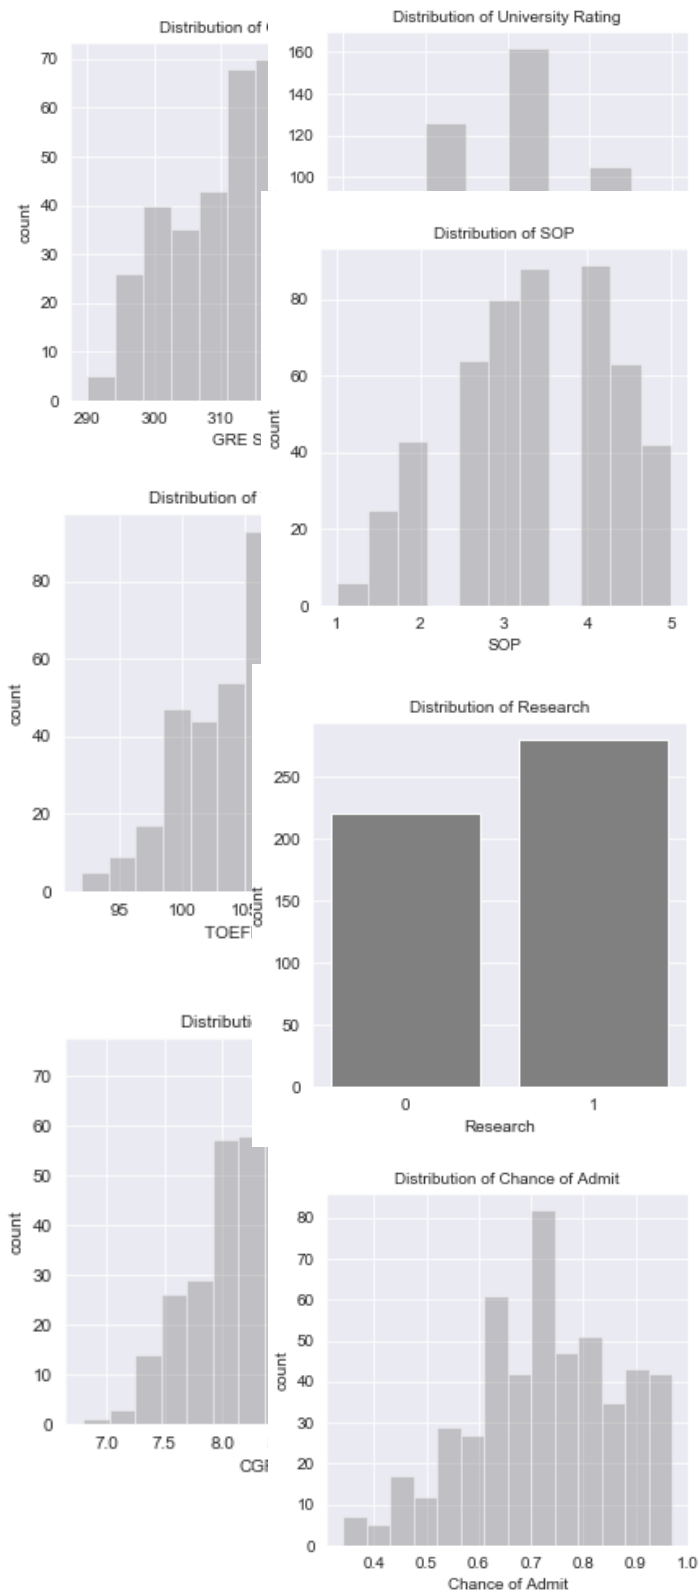 Distribution of
70
60
50
40
30
20
10
0
count
290 300 310
GRE S
Distribution of University Rating
160
140
120
100
Distribution of SOP
80
60
40
20
0
count
1 2 3 4 5
SOP
Distribution of
80
60
40
20
0
count
95 100 105
TOEF
Distribution of Research
250
200
150
100
50
0
count
0 1
Research
Distributi
70
60
50
40
30
20
10
0
count
7.0 7.5 8.0
CG
Distribution of Chance of Admit
80
70
60
50
40
30
20
10
0
count
0.4 0.5 0.6 0.7 0.8 0.9 1.0
Chance of Admit